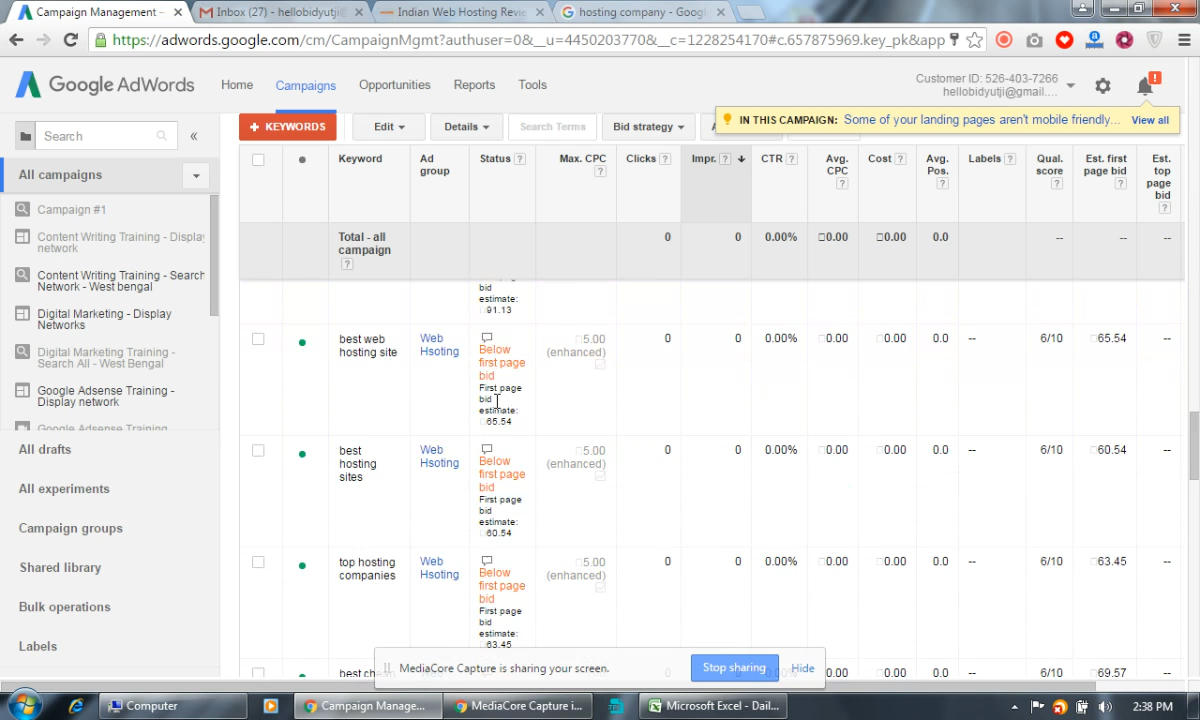 Campaign Management –
Inbox (27) - hellobidyutji@
Indian Web Hosting Revie
hosting company - Goog
https://adwords.google.com/cm/CampaignMgmt?authuser=0&__u=4450203770&__c=1228254170#c.657875969.key_pk&app
Google AdWords
Home
Campaigns
Opportunities
Reports
Tools
Customer ID: 526-403-7266
hellobidyutji@gmail....
!
IN THIS CAMPAIGN: Some of your landing pages aren't mobile friendly... View all
Search
«
+ KEYWORDS
Edit
Details
Search Terms
Bid strategy
All campaigns
Campaign #1
Content Writing Training - Display
network
Content Writing Training - Search
Network - West bengal
Digital Marketing - Display
Networks
Digital Marketing Training -
Search All - West Bengal
Google Adsense Training -
Display network
Google Adsense Training
All drafts
All experiments
Campaign groups
Shared library
Bulk operations
Labels
Keyword
Ad
group
Status ?
Max. CPC
?
Clicks ?
Impr. ?
CTR ?
Avg.
CPC
?
Cost ?
Avg.
Pos.
?
Labels ?
Qual.
score
?
Est. first
page bid
?
Est.
top
page
bid
?
Total - all
campaign
?
0
0
0.00%
0.00
0.00
0.0
--
--
--
bid
estimate:
91.13
best web
hosting site
Web
Hsoting
Below
first page
bid
First page
bid
estimate:
65.54
5.00
(enhanced)
0
0
0.00%
0.00
0.00
0.0
--
6/10
65.54
--
best
hosting
sites
Web
Hsoting
Below
first page
bid
First page
bid
estimate:
60.54
5.00
(enhanced)
0
0
0.00%
0.00
0.00
0.0
--
6/10
60.54
--
top hosting
companies
Web
Hsoting
Below
first page
bid
First page
bid
estimate:
63.45
5.00
(enhanced)
0
0
0.00%
0.00
0.00
0.0
--
6/10
63.45
--
0.00
0.00
0.0
--
6/10
69.57
--
MediaCore Capture is sharing your screen.
Stop sharing
Hide
Computer
Campaign Manage...
MediaCore Capture i...
Microsoft Excel - Dail...
2:38 PM